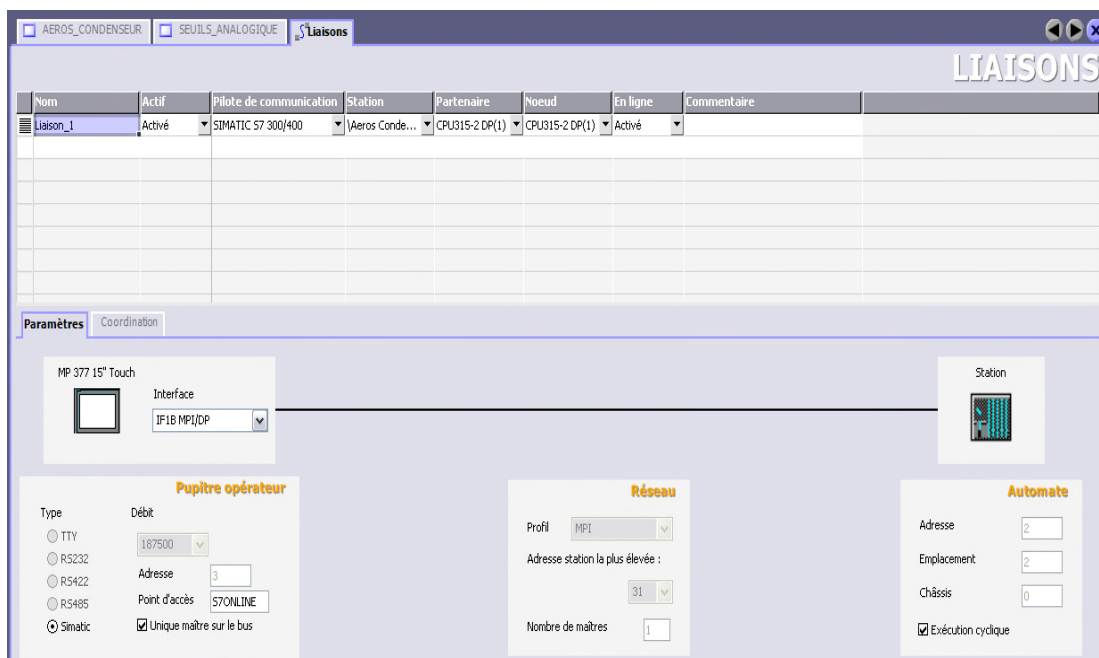 AEROS_CONDENSEUR SEUILS_ANALOGIQUE Liaisons
LIAISONS
Nom Actif Pilote de communication Station Partenaire Noeud En ligne Commentaire
Liaison_1 Activé SIMATIC S7 300/400 \Aeros Conde... CPU315-2 DP(1) CPU315-2 DP(1) Activé
Paramètres Coordination
MP 377 15" Touch
Interface
IF1B MPI/DP
Station
Pupitre opérateur
Type Débit
TTY
187500
RS232
Adresse 3
RS422
Point d'accès S7ONLINE
RS485
Simatic Unique maître sur le bus
Réseau
Profil MPI
Adresse station la plus élevée :
31
Nombre de maîtres 1
Automate
Adresse 2
Emplacement 2
Châssis 0
Exécution cyclique